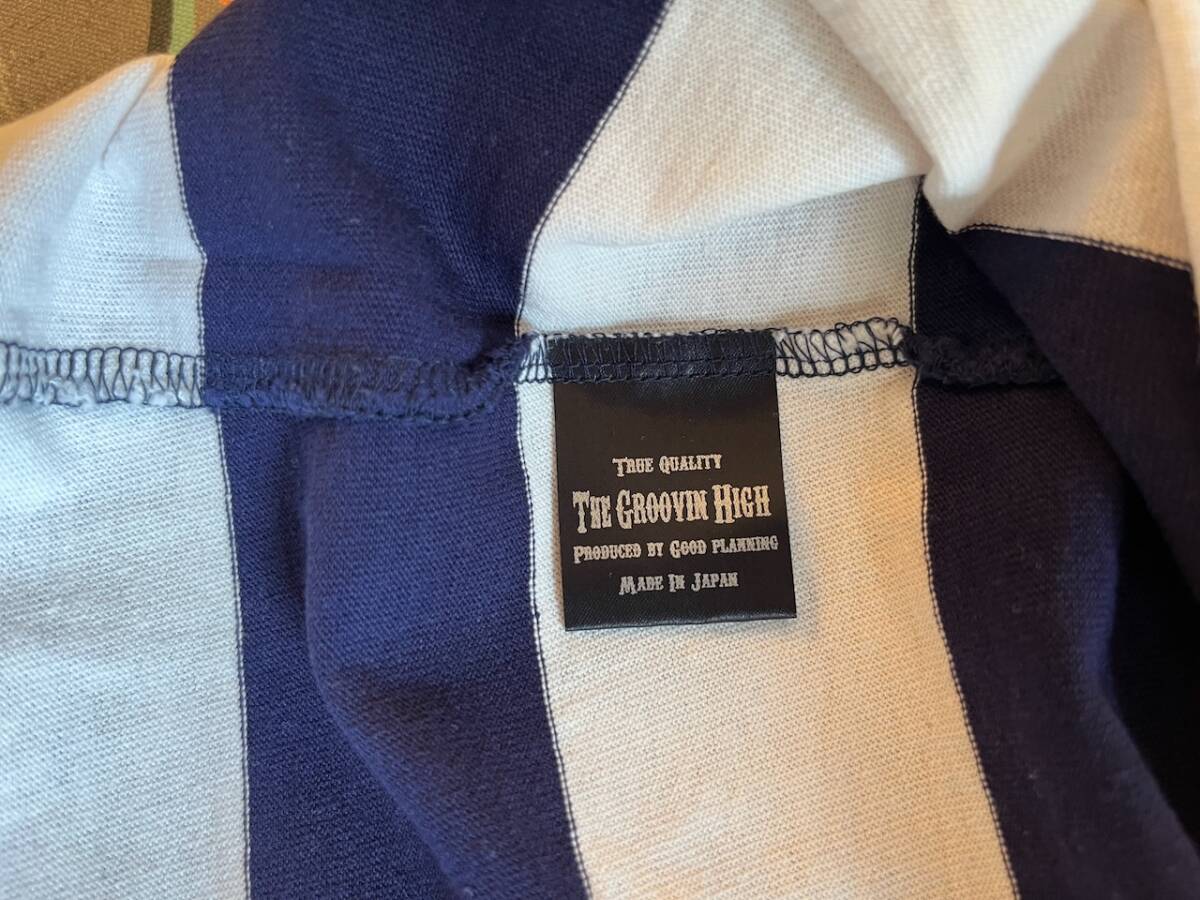 True Quality
The Groovin High
Produced by Good planning
Made In Japan